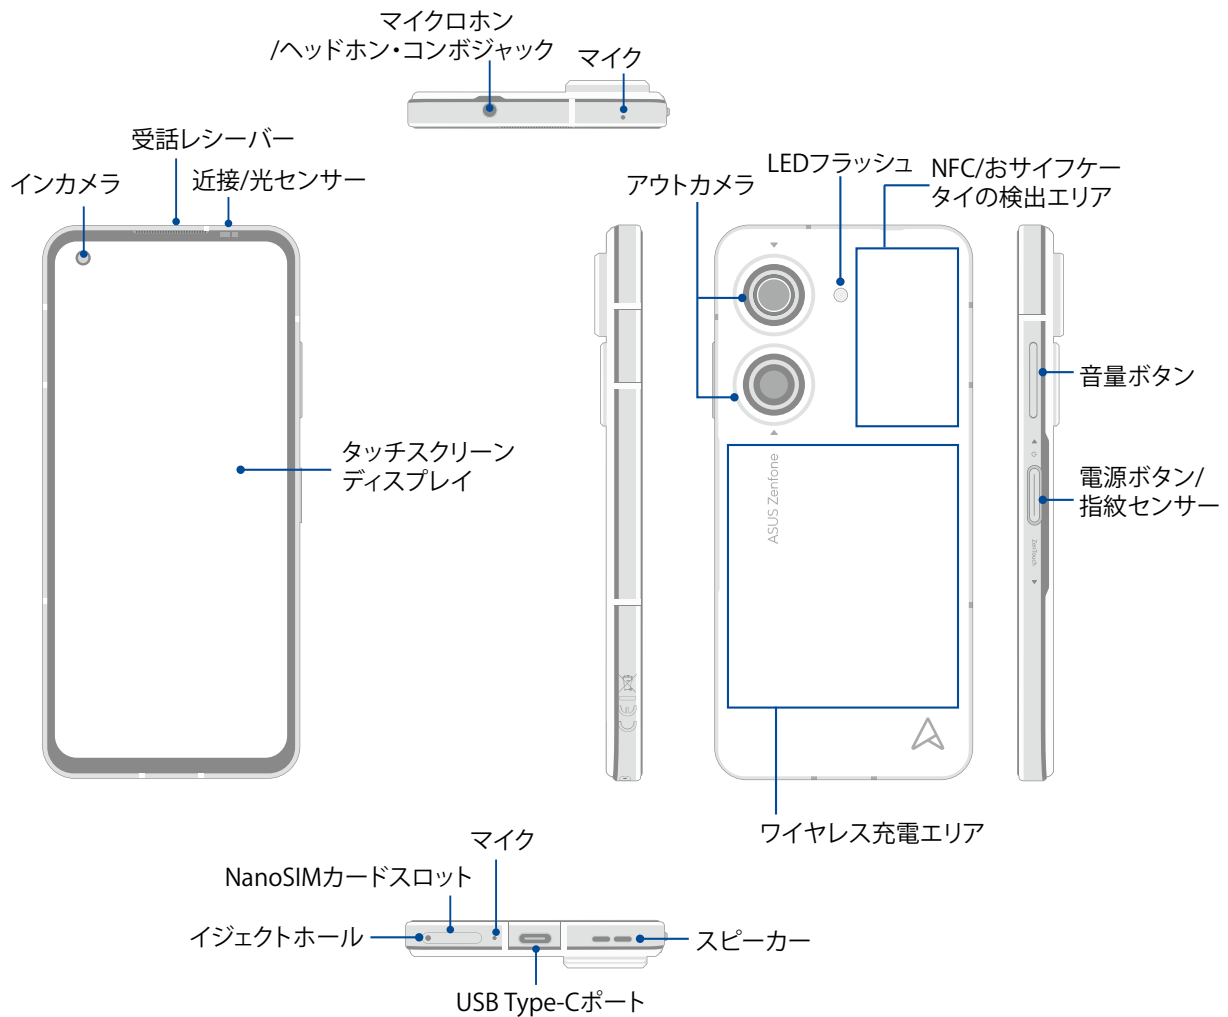 マイクロホン
/ヘッドホン・コンボジャック
マイク
受話レシーバー
インカメラ
近接/光センサー
アウトカメラ
LEDフラッシュ
NFC/おサイフケー
タイの検出エリア
音量ボタン
タッチスクリーン
ディスプレイ
ASUS Zenfone
電源ボタン/
指紋センサー
ZenTouch
CE
ワイヤレス充電エリア
マイク
NanoSIMカードスロット
イジェクトホール
スピーカー
USB Type-Cポート